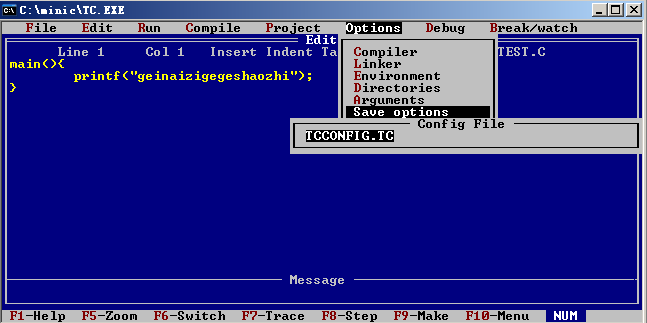 C:\minic\TC.EXE
File Edit Run Compile Project Options Debug Break/watch
Edit
Line 1 Col 1 Insert Indent Ta TEST.C
main(){
printf("geinaizigegeshaozhi");
}
Compiler
Linker
Environment
Directories
Arguments
Save options
Config File
TCCONFIG.TC
Message
F1-Help F5-Zoom F6-Switch F7-Trace F8-Step F9-Make F10-Menu NUM